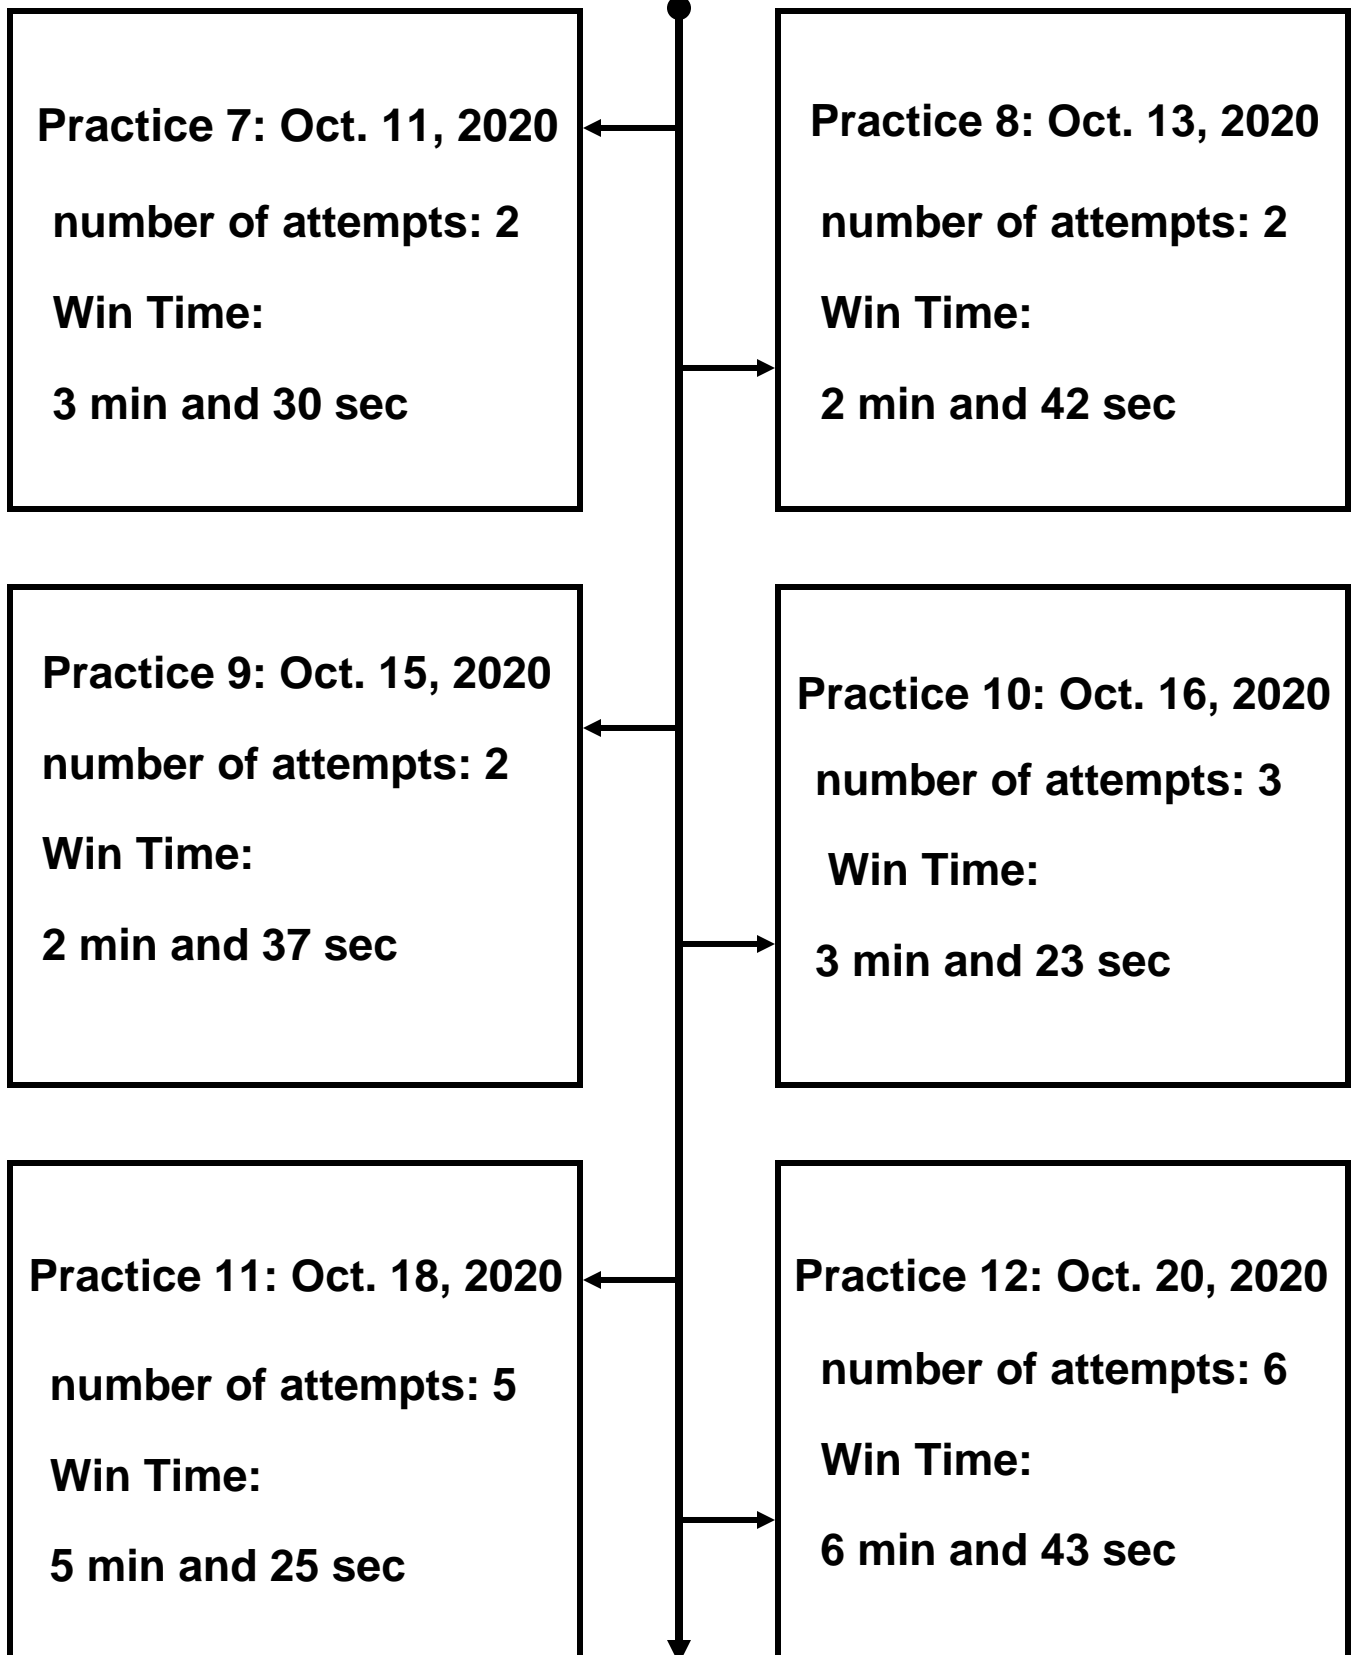 Practice 7: Oct. 11, 2020
number of attempts: 2
Win Time:
3 min and 30 sec
Practice 8: Oct. 13, 2020
number of attempts: 2
Win Time:
2 min and 42 sec
Practice 9: Oct. 15, 2020
number of attempts: 2
Win Time:
2 min and 37 sec
Practice 10: Oct. 16, 2020
number of attempts: 3
Win Time:
3 min and 23 sec
Practice 11: Oct. 18, 2020
number of attempts: 5
Win Time:
5 min and 25 sec
Practice 12: Oct. 20, 2020
number of attempts: 6
Win Time:
6 min and 43 sec